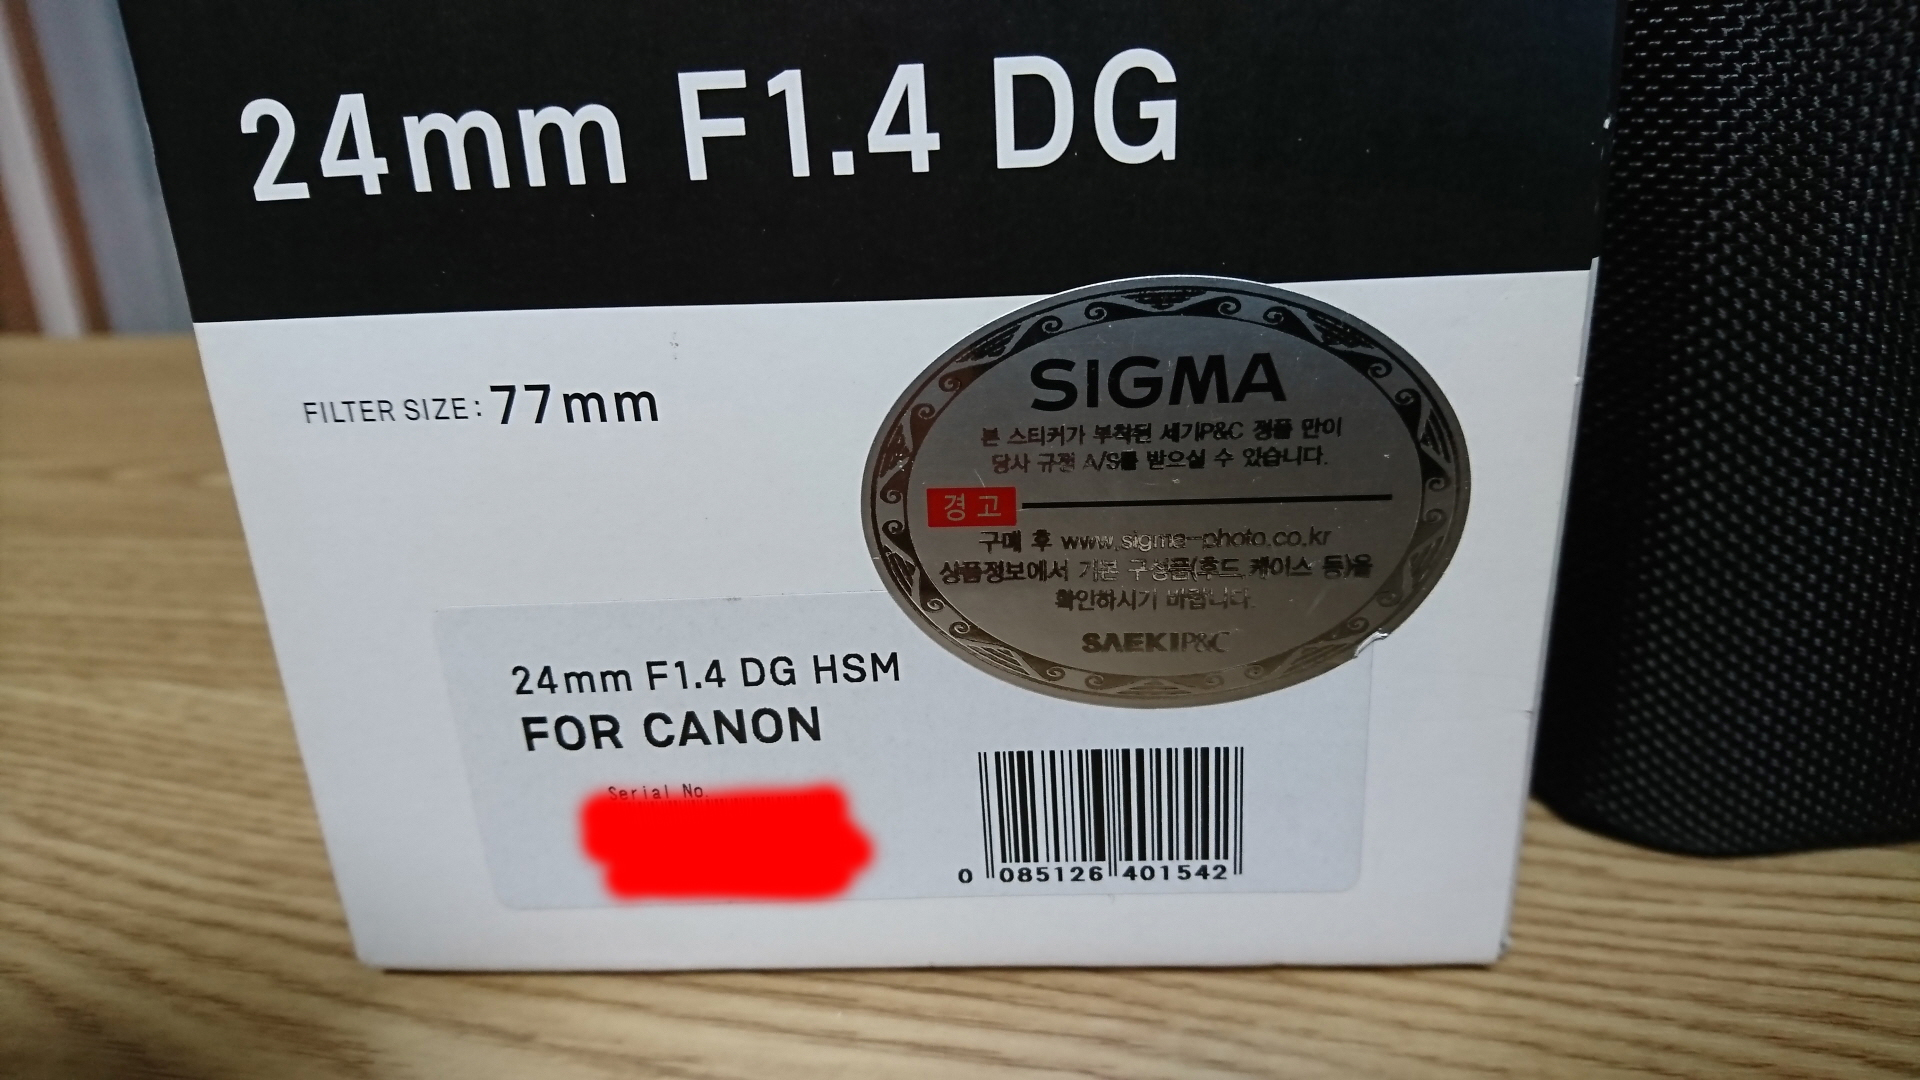 24mm F1.4 DG
FILTER SIZE: 77mm
SIGMA
본 스티커가 부착된 세기P&C 정품 만이
당사 규정 A/S를 받으실 수 있습니다.
경고
구매 후 www.sigma-photo.co.kr
상품정보에서 기본 구성품(후드, 케이스 등)을
확인하시기 바랍니다.
SAEKI P&C
24mm F1.4 DG HSM
FOR CANON
Serial No.
0 085126 401542